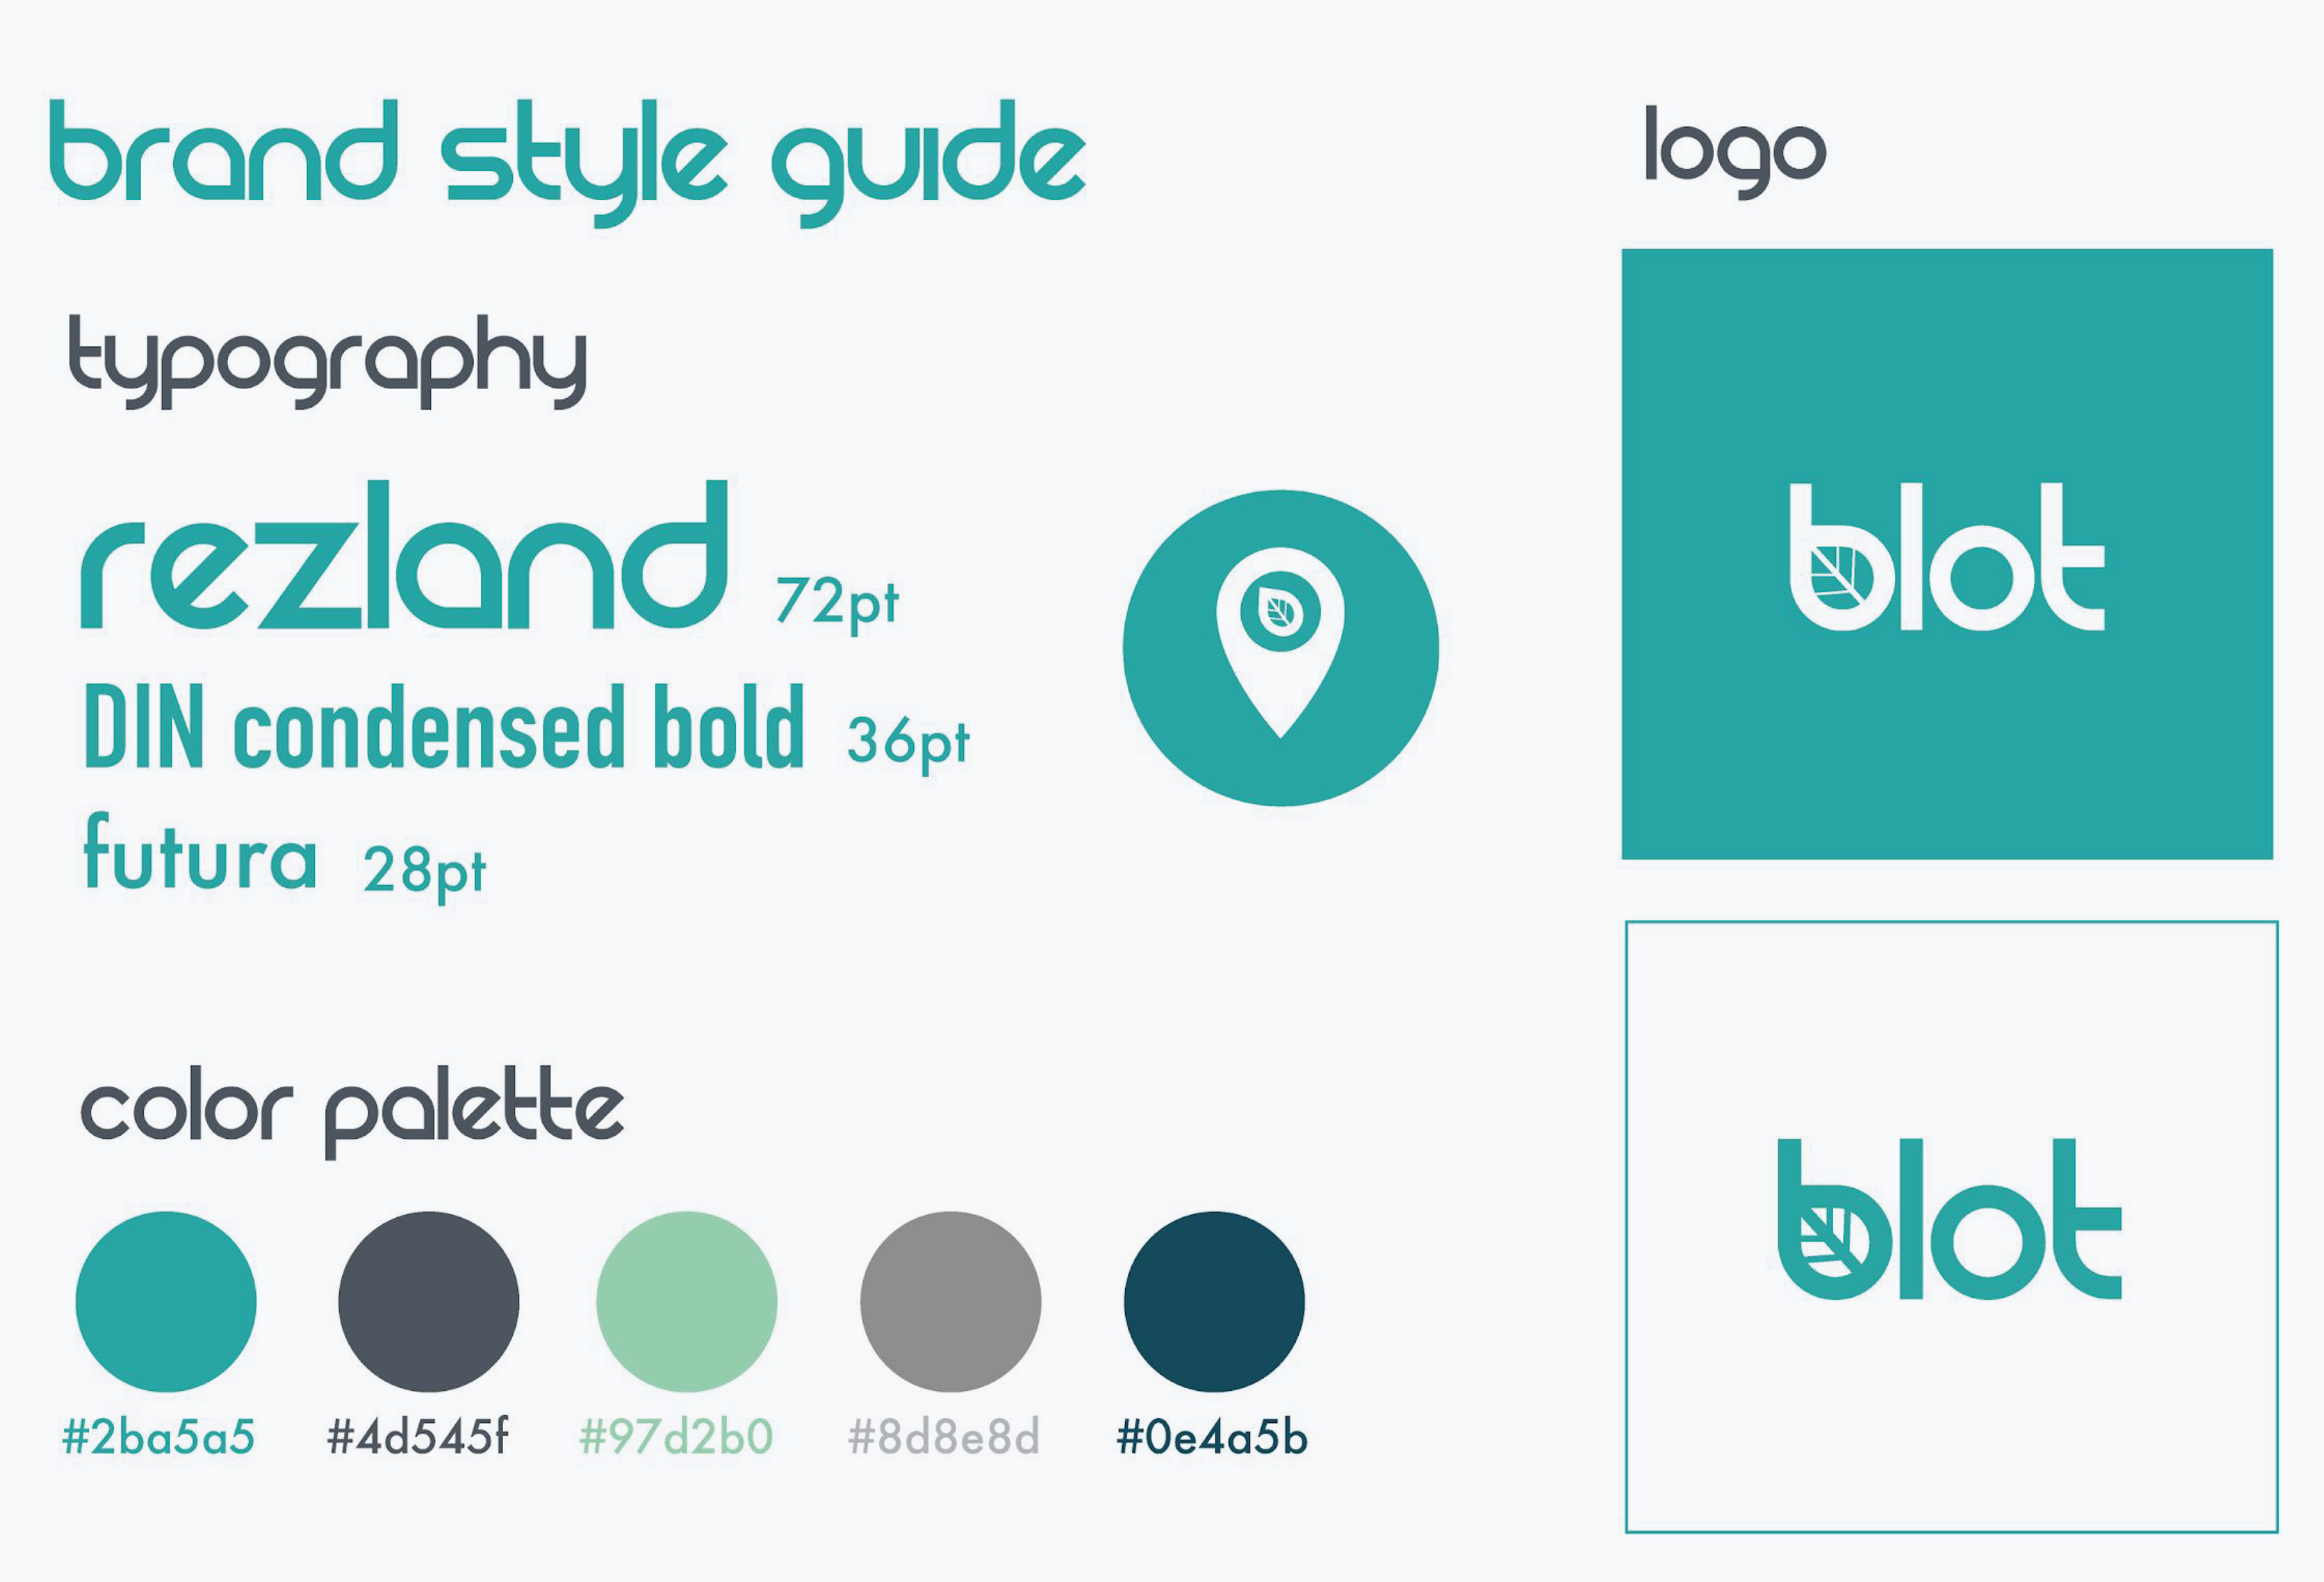 brand style guide
typography
rezland 72pt
DIN condensed bold 36pt
futura 28pt
color palette
#2ba5a5 #4d545f #97d2b0 #8d8e8d #0e4a5b
logo
blot
blot